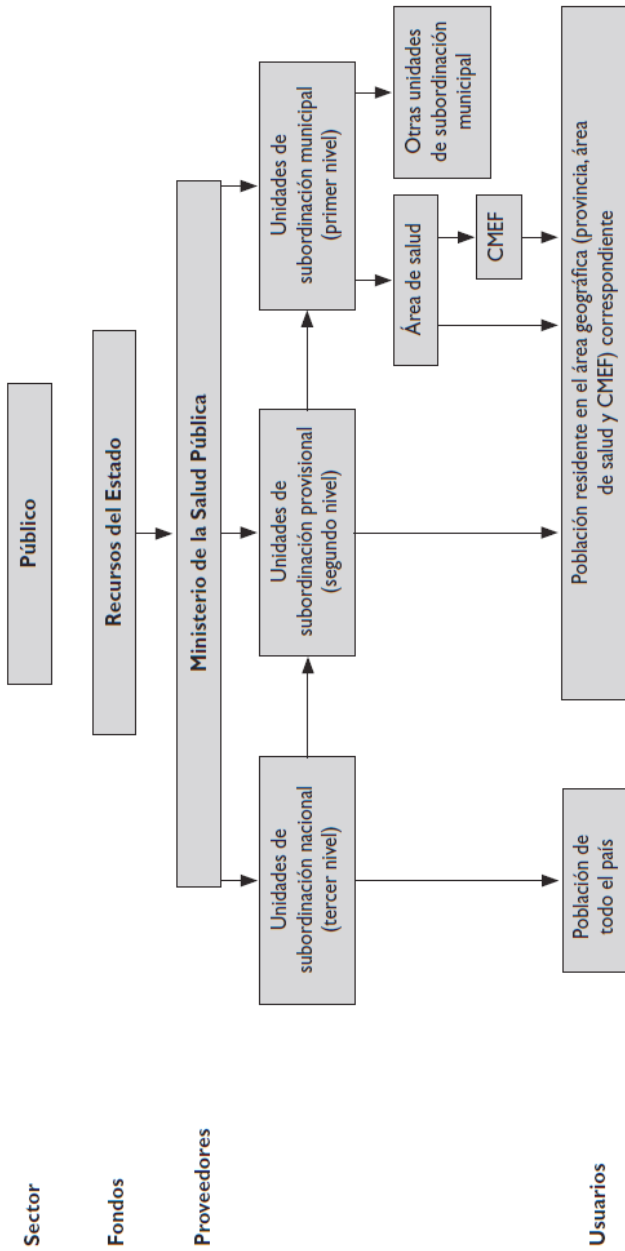 Sector
Público
Fondos
Recursos del Estado
Proveedores
Ministerio de la Salud Pública
Unidades de
subordinación nacional
(tercer nivel)
Unidades de
subordinación provisional
(segundo nivel)
Unidades de
subordinación municipal
(primer nivel)
Área de salud
Otras unidades
de subordinación
municipal
CMEF
Usuarios
Población de
todo el país
Población residente en el área geográfica (provincia, área
de salud y CMEF) correspondiente